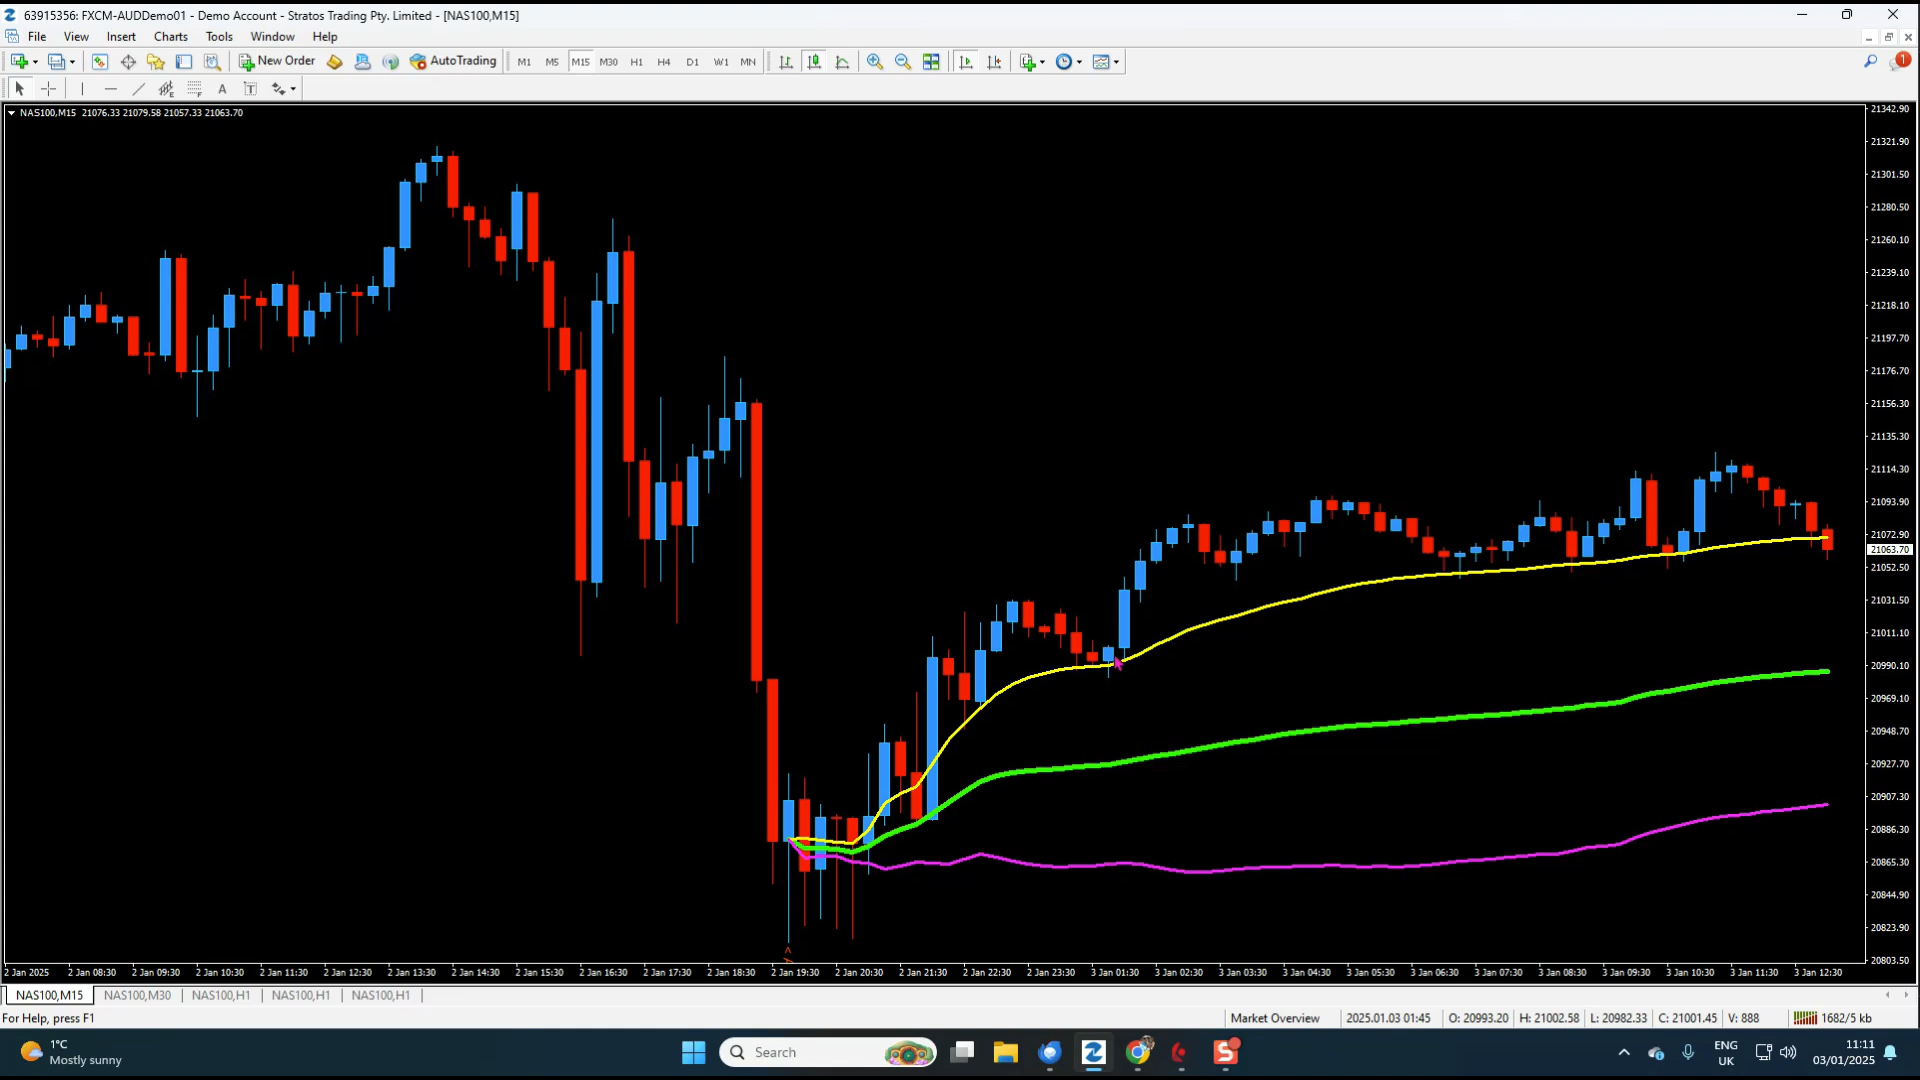 63915356: FXCM-AUDDemo01 - Demo Account - Stratos Trading Pty. Limited - [NAS100,M15]
File View Insert Charts Tools Window Help
New Order AutoTrading M1 M5 M15 M30 H1 H4 D1 W1 MN 1
A T
NAS100,M15 21076.33 21079.58 21057.33 21063.70
21342.90
21321.90
21301.50
21280.50
21260.10
21239.10
21218.10
21197.70
21176.70
21156.30
21135.30
21114.30
21093.90
21072.90
21063.70
21052.50
21031.50
21011.10
20990.10
20969.10
20948.70
20927.70
20907.30
20886.30
20865.30
20844.90
20823.90
20803.50
2 Jan 2025 2 Jan 08:30 2 Jan 09:30 2 Jan 10:30 2 Jan 11:30 2 Jan 12:30 2 Jan 13:30 2 Jan 14:30 2 Jan 15:30 2 Jan 16:30 2 Jan 17:30 2 Jan 18:30 2 Jan 19:30 2 Jan 20:30 2 Jan 21:30 2 Jan 22:30 2 Jan 23:30 3 Jan 01:30 3 Jan 02:30 3 Jan 03:30 3 Jan 04:30 3 Jan 05:30 3 Jan 06:30 3 Jan 07:30 3 Jan 08:30 3 Jan 09:30 3 Jan 10:30 3 Jan 11:30 3 Jan 12:30
NAS100,M15 NAS100,M30 NAS100,H1 NAS100,H1 NAS100,H1
For Help, press F1 Market Overview 2025.01.03 01:45 O: 20993.20 H: 21002.58 L: 20982.33 C: 21001.45 V: 888 1682/5 kb
1°C
Mostly sunny
Search
ENG
UK
11:11
03/01/2025